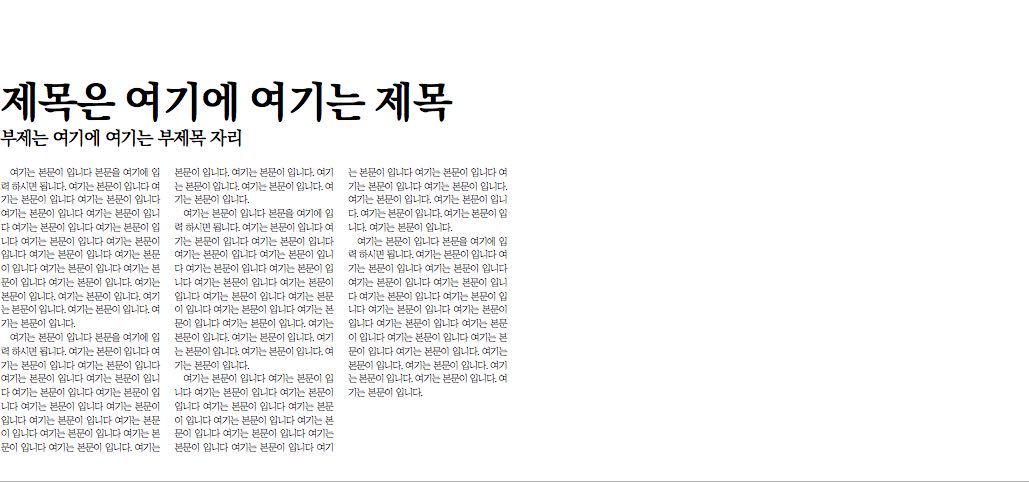 제목은 여기에 여기는 제목
부제는 여기에 여기는 부제목 자리
여기는 본문이 입니다 본문을 여기에 입
력 하시면 됩니다. 여기는 본문이 입니다 여
기는 본문이 입니다 여기는 본문이 입니다
여기는 본문이 입니다 여기는 본문이 입니
다 여기는 본문이 입니다 여기는 본문이 입
니다 여기는 본문이 입니다 여기는 본문이
입니다 여기는 본문이 입니다 여기는 본문
이 입니다 여기는 본문이 입니다 여기는 본
문이 입니다 여기는 본문이 입니다. 여기는
본문이 입니다. 여기는 본문이 입니다. 여기
는 본문이 입니다. 여기는 본문이 입니다. 여
기는 본문이 입니다.
여기는 본문이 입니다 본문을 여기에 입
력 하시면 됩니다. 여기는 본문이 입니다 여
기는 본문이 입니다 여기는 본문이 입니다
여기는 본문이 입니다 여기는 본문이 입니
다 여기는 본문이 입니다 여기는 본문이 입
니다 여기는 본문이 입니다 여기는 본문이
입니다 여기는 본문이 입니다 여기는 본문
이 입니다 여기는 본문이 입니다 여기는 본
문이 입니다 여기는 본문이 입니다. 여기는
본문이 입니다. 여기는 본문이 입니다. 여기
는 본문이 입니다. 여기는 본문이 입니다. 여
기는 본문이 입니다.
여기는 본문이 입니다 본문을 여기에 입
력 하시면 됩니다. 여기는 본문이 입니다 여
기는 본문이 입니다 여기는 본문이 입니다
여기는 본문이 입니다 여기는 본문이 입니
다 여기는 본문이 입니다 여기는 본문이 입
니다 여기는 본문이 입니다 여기는 본문이
입니다 여기는 본문이 입니다 여기는 본문
이 입니다 여기는 본문이 입니다 여기는 본
문이 입니다 여기는 본문이 입니다. 여기는
본문이 입니다. 여기는 본문이 입니다. 여기
는 본문이 입니다. 여기는 본문이 입니다. 여
기는 본문이 입니다.
여기는 본문이 입니다 여기는 본문이 입
니다 여기는 본문이 입니다 여기는 본문이
입니다 여기는 본문이 입니다 여기는 본문
이 입니다 여기는 본문이 입니다 여기는 본
문이 입니다 여기는 본문이 입니다 여기는
본문이 입니다 여기는 본문이 입니다 여기
는 본문이 입니다 여기는 본문이 입니다 여
기는 본문이 입니다 여기는 본문이 입니다.
여기는 본문이 입니다. 여기는 본문이 입니
다. 여기는 본문이 입니다. 여기는 본문이 입
니다. 여기는 본문이 입니다.
여기는 본문이 입니다 본문을 여기에 입
력 하시면 됩니다. 여기는 본문이 입니다 여
기는 본문이 입니다 여기는 본문이 입니다
여기는 본문이 입니다 여기는 본문이 입니
다 여기는 본문이 입니다 여기는 본문이 입
니다 여기는 본문이 입니다 여기는 본문이
입니다 여기는 본문이 입니다 여기는 본문
이 입니다 여기는 본문이 입니다 여기는 본
문이 입니다 여기는 본문이 입니다. 여기는
본문이 입니다. 여기는 본문이 입니다. 여기
는 본문이 입니다. 여기는 본문이 입니다. 여
기는 본문이 입니다.